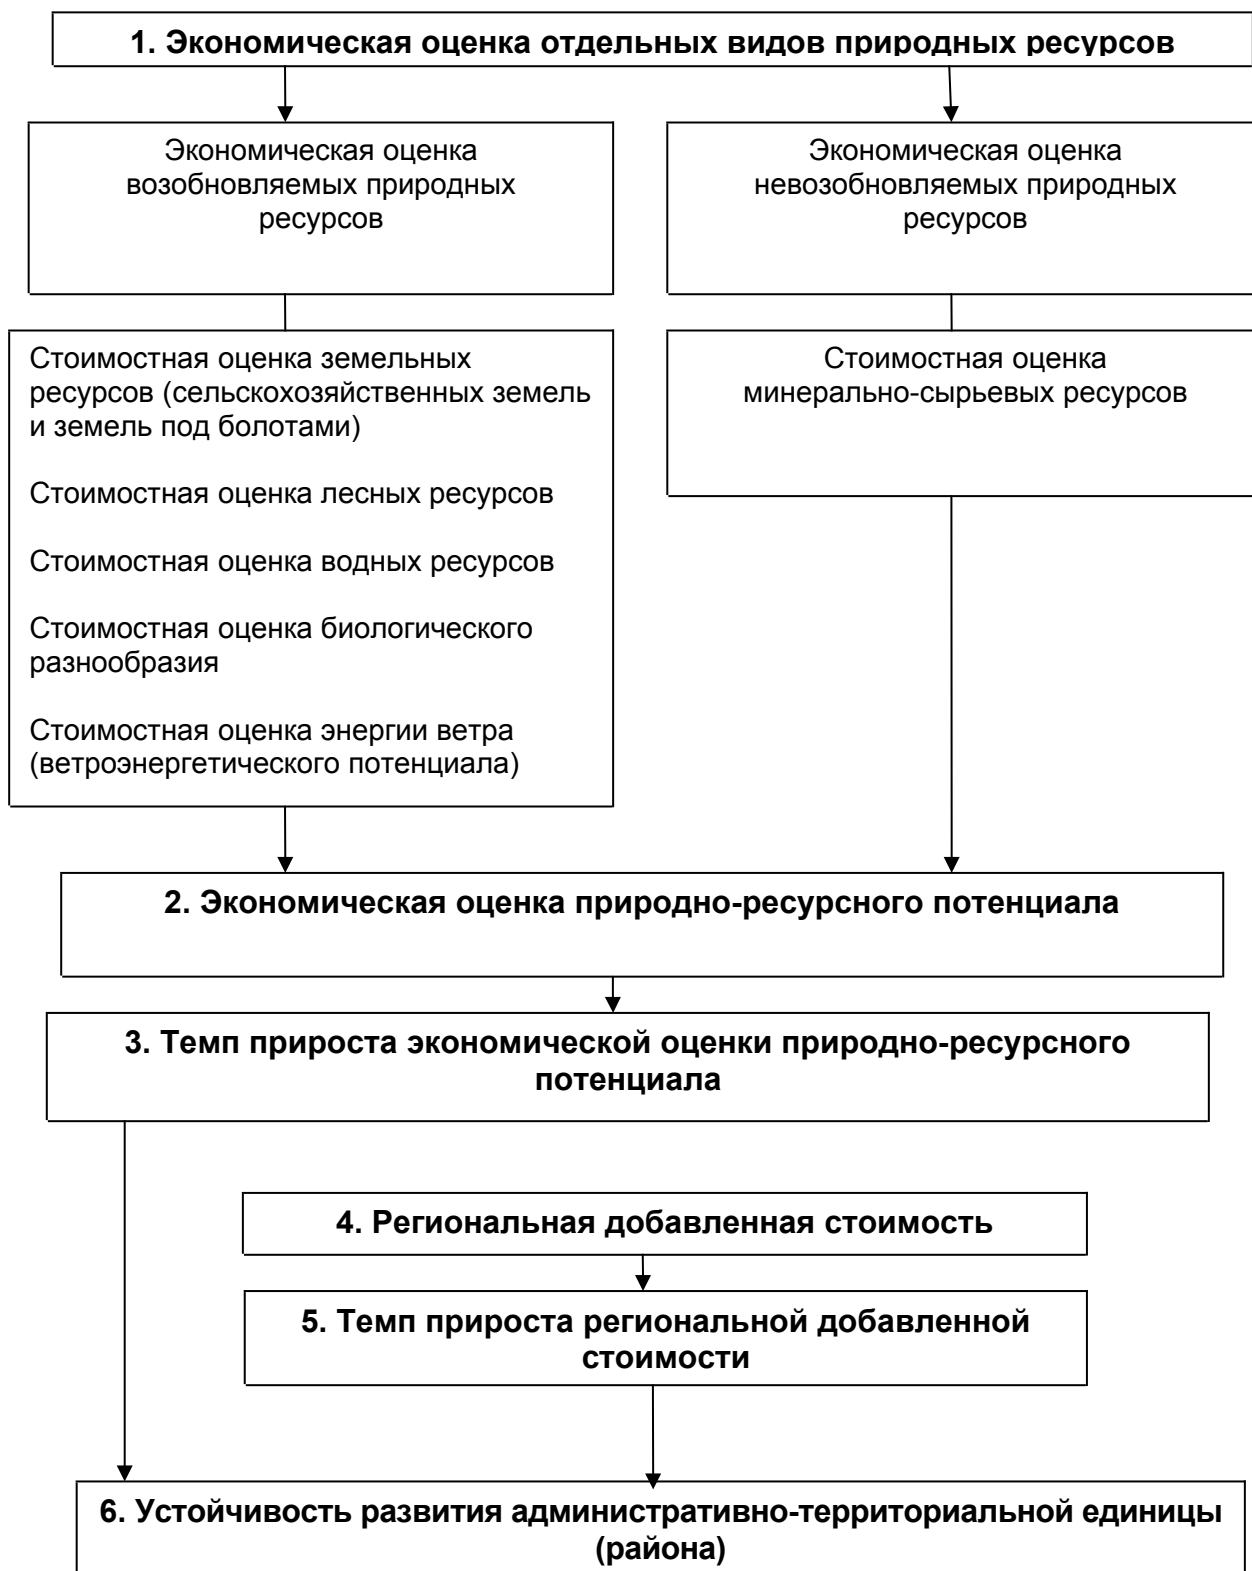 1. Экономическая оценка отдельных видов природных ресурсов
Экономическая оценка
возобновляемых природных
ресурсов
Экономическая оценка
невозобновляемых природных
ресурсов
Стоимостная оценка земельных
ресурсов (сельскохозяйственных земель
и земель под болотами)
Стоимостная оценка лесных ресурсов
Стоимостная оценка водных ресурсов
Стоимостная оценка биологического
разнообразия
Стоимостная оценка энергии ветра
(ветроэнергетического потенциала)
Стоимостная оценка
минерально-сырьевых ресурсов
2. Экономическая оценка природно-ресурсного потенциала
3. Темп прироста экономической оценки природно-ресурсного
потенциала
4. Региональная добавленная стоимость
5. Темп прироста региональной добавленной
стоимости
6. Устойчивость развития административно-территориальной единицы
(района)